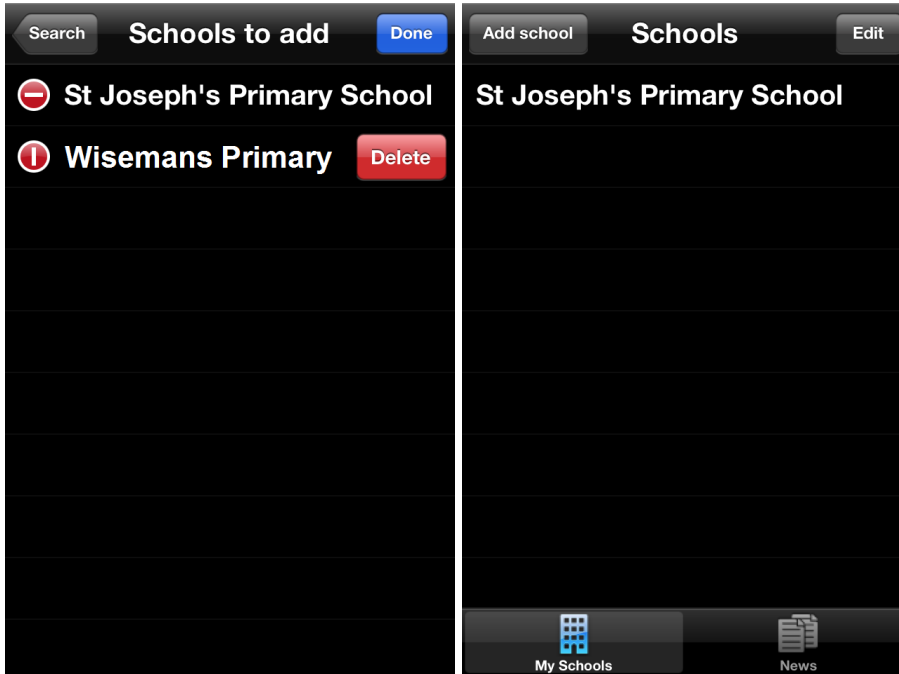 Search Schools to add Done
St Joseph's Primary School
Wisemans Primary Delete
Add school Schools Edit
St Joseph's Primary School
My Schools News